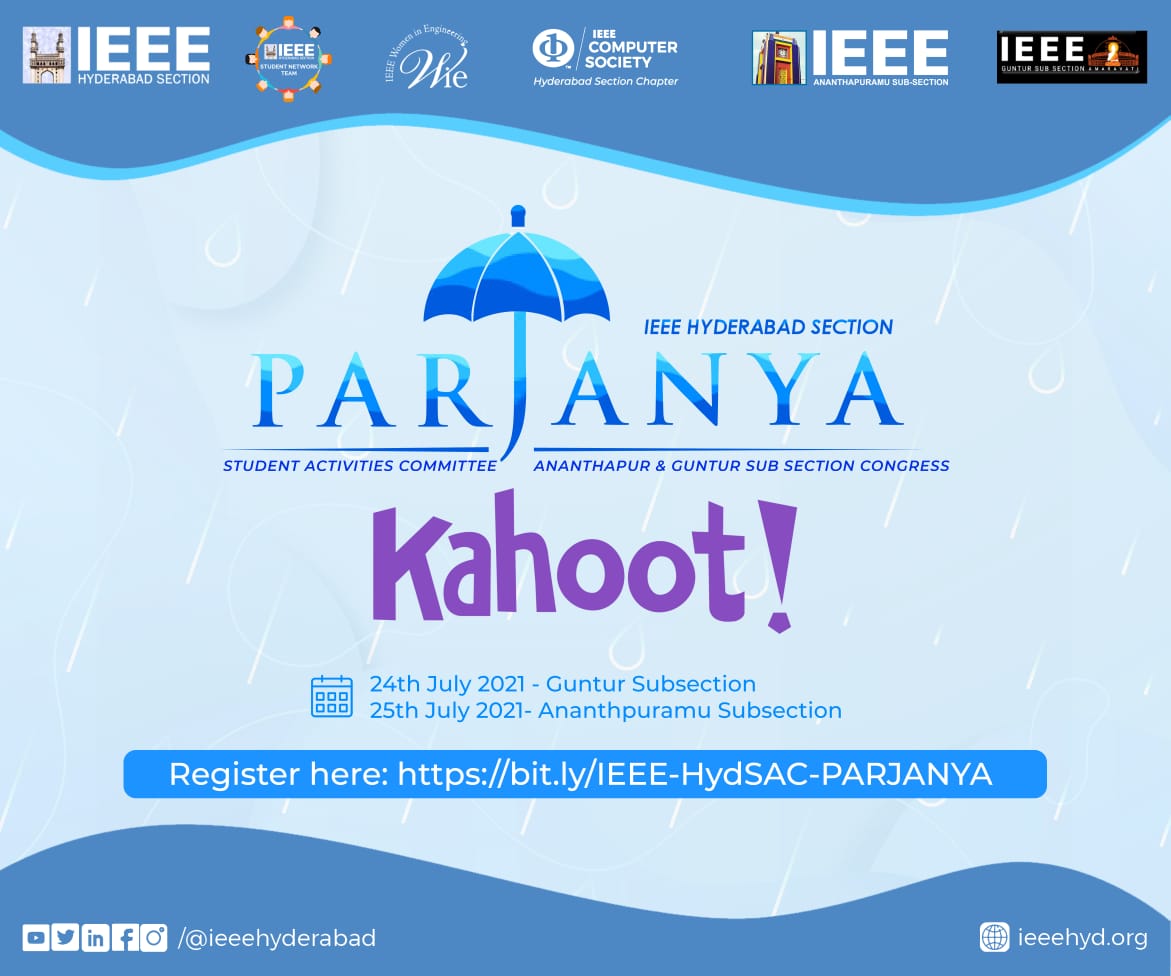 IEEE
HYDERABAD SECTION
IEEE
STUDENT NETWORK
TEAM
IEEE Women in Engineering
WIE
IEEE
COMPUTER
SOCIETY
TM
Hyderabad Section Chapter
IEEE
ANANTHAPURAMU SUB-SECTION
IEEE
GUNTUR SUB SECTION AMARAVATI
IEEE HYDERABAD SECTION
PARJANYA
STUDENT ACTIVITIES COMMITTEE
ANANTHAPUR & GUNTUR SUB SECTION CONGRESS
Kahoot!
24th July 2021 - Guntur Subsection
25th July 2021- Ananthpuramu Subsection
Register here: https://bit.ly/IEEE-HydSAC-PARJANYA
/@ieeehyderabad
ieeehyd.org